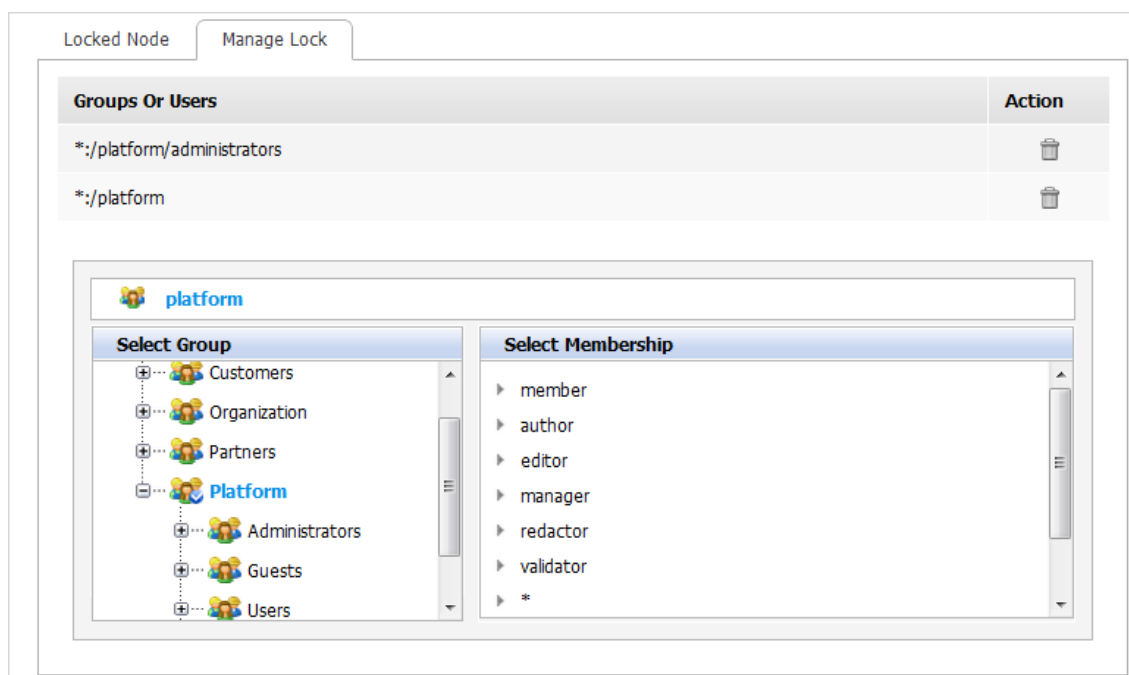 Locked Node Manage Lock
Groups Or Users Action
*:/platform/administrators
*:/platform
platform
Select Group
Customers
Organization
Partners
Platform
Administrators
Guests
Users
Select Membership
member
author
editor
manager
redactor
validator
*